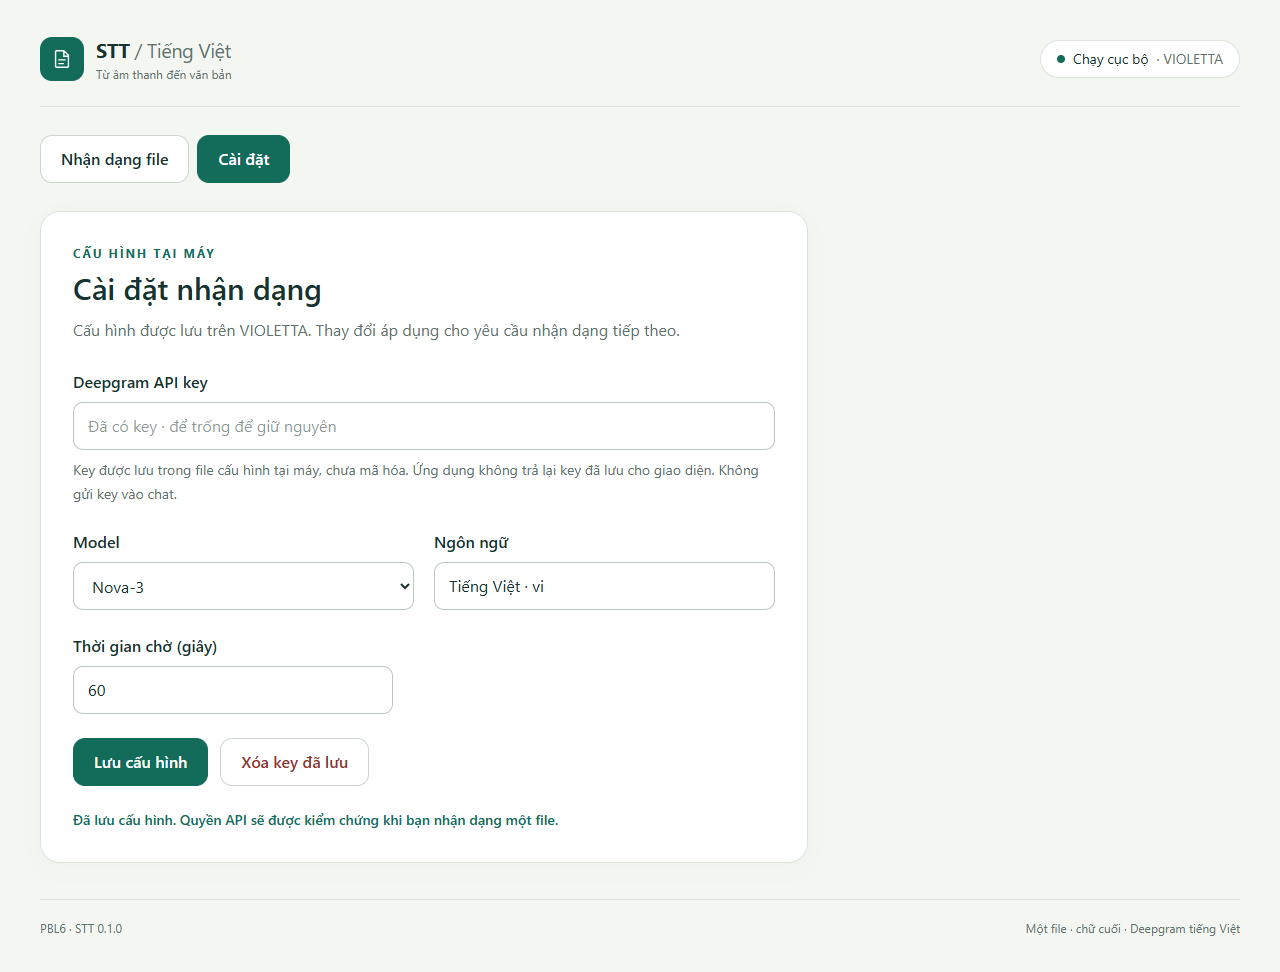 STT / Tiếng Việt
Từ âm thanh đến văn bản
Chạy cục bộ · VIOLETTA
Nhận dạng file
Cài đặt
CẤU HÌNH TẠI MÁY
Cài đặt nhận dạng
Cấu hình được lưu trên VIOLETTA. Thay đổi áp dụng cho yêu cầu nhận dạng tiếp theo.
Deepgram API key
Đã có key · để trống để giữ nguyên
Key được lưu trong file cấu hình tại máy, chưa mã hóa. Ứng dụng không trả lại key đã lưu cho giao diện. Không
gửi key vào chat.
Model
Ngôn ngữ
Nova-3
Tiếng Việt · vi
Thời gian chờ (giây)
60
Lưu cấu hình
Xóa key đã lưu
Đã lưu cấu hình. Quyền API sẽ được kiểm chứng khi bạn nhận dạng một file.
PBL6 · STT 0.1.0
Một file · chữ cuối · Deepgram tiếng Việt